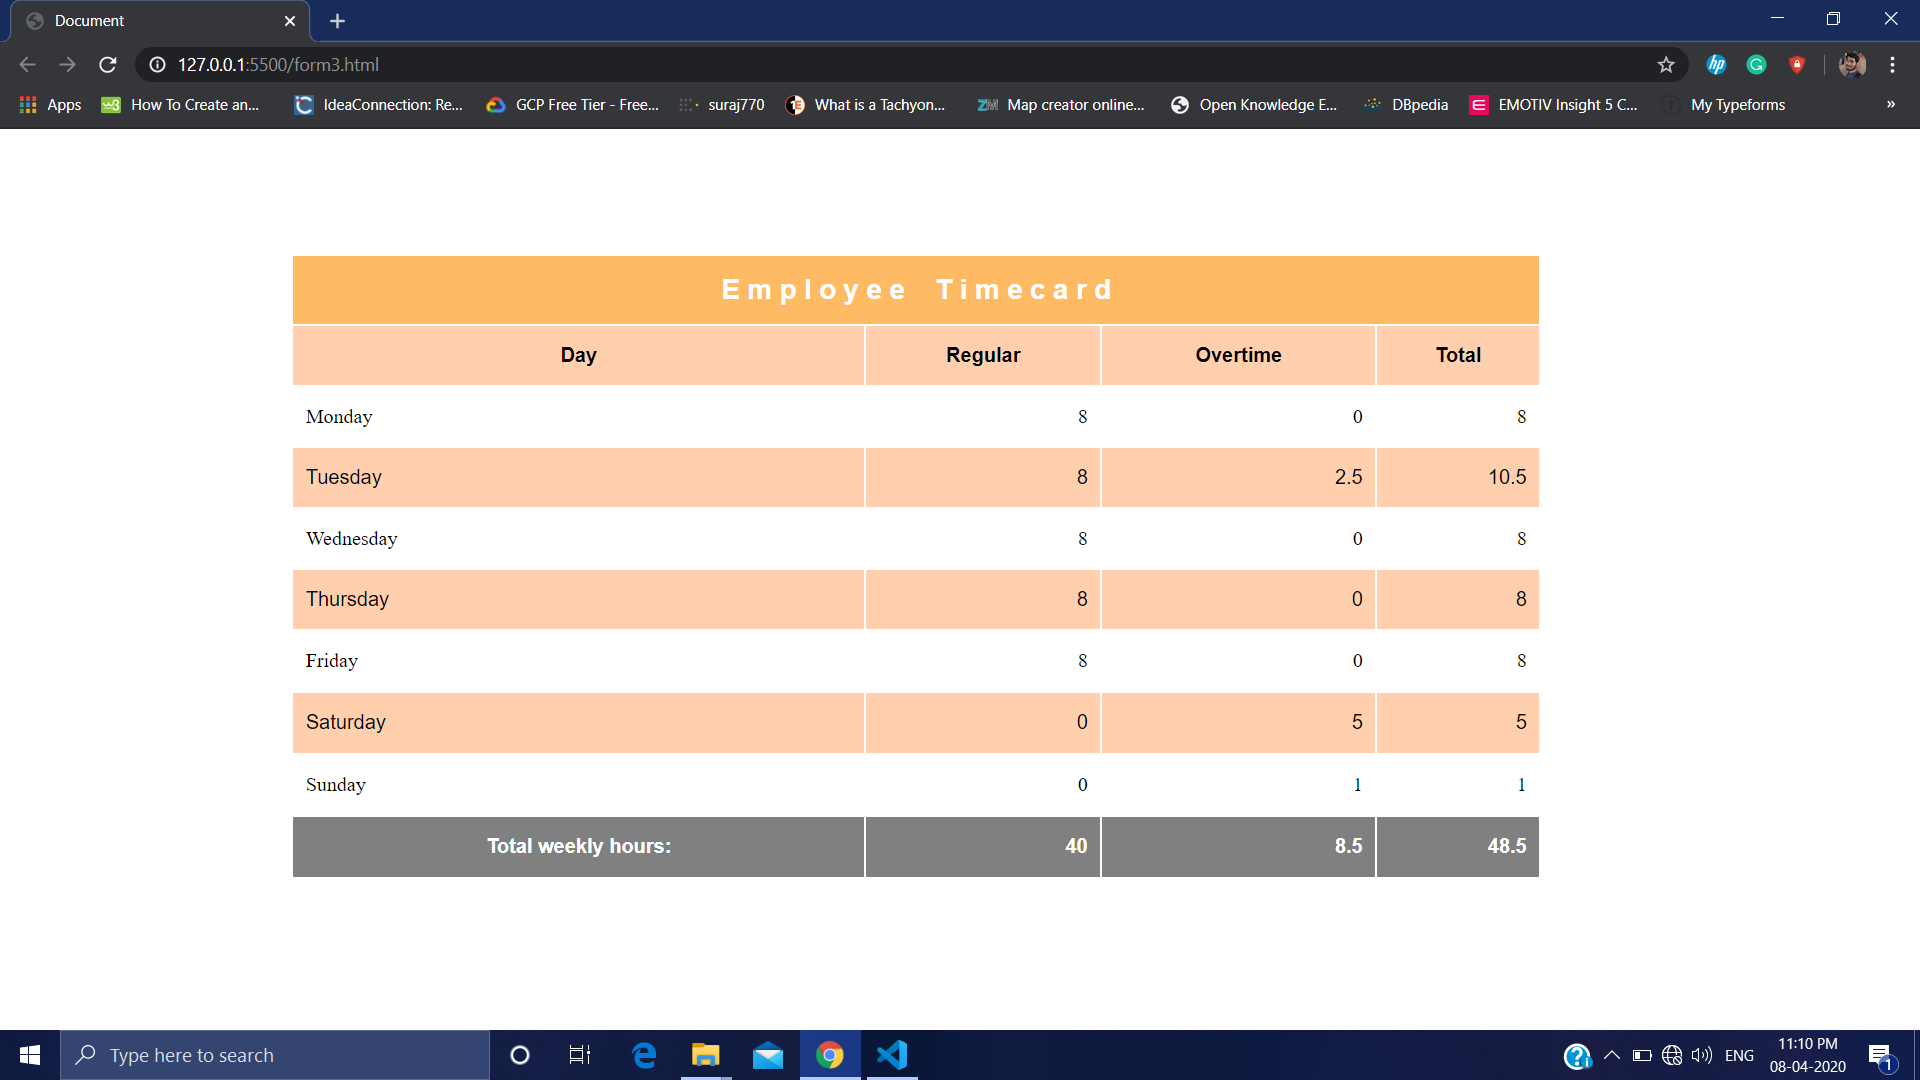 Document
127.0.0.1:5500/form3.html
Apps How To Create an... IdeaConnection: Re... GCP Free Tier - Free... suraj770 What is a Tachyon... Map creator online... Open Knowledge E... DBpedia EMOTIV Insight 5 C... My Typeforms »
Employee Timecard
Day Regular Overtime Total
Monday 8 0 8
Tuesday 8 2.5 10.5
Wednesday 8 0 8
Thursday 8 0 8
Friday 8 0 8
Saturday 0 5 5
Sunday 0 1 1
Total weekly hours: 40 8.5 48.5
Type here to search
ENG
11:10 PM
08-04-2020
1